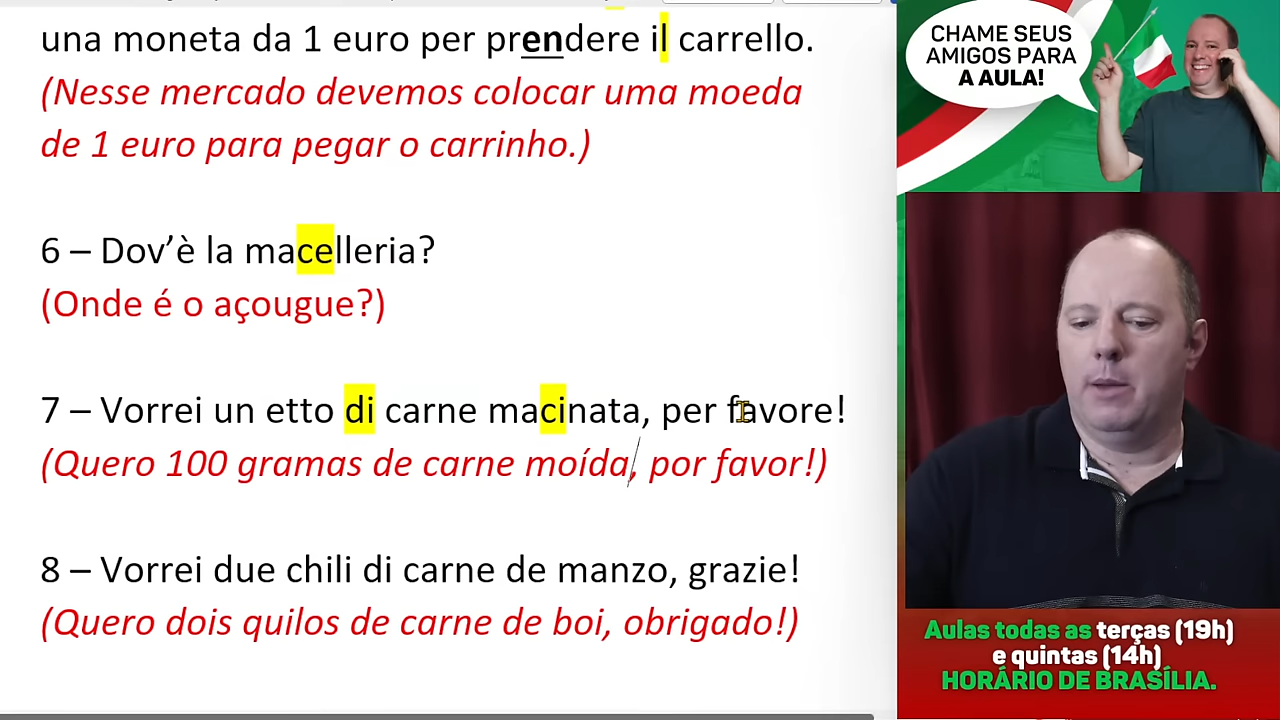 una moneta da 1 euro per prendere il carrello.
(Nesse mercado devemos colocar uma moeda
de 1 euro para pegar o carrinho.)
6 – Dov’è la macelleria?
(Onde é o açougue?)
7 – Vorrei un etto di carne macinata, per favore!
(Quero 100 gramas de carne moída, por favor!)
8 – Vorrei due chili di carne de manzo, grazie!
(Quero dois quilos de carne de boi, obrigado!)
CHAME SEUS
AMIGOS PARA
A AULA!
Aulas todas as terças (19h)
e quintas (14h)
HORÁRIO DE BRASÍLIA.